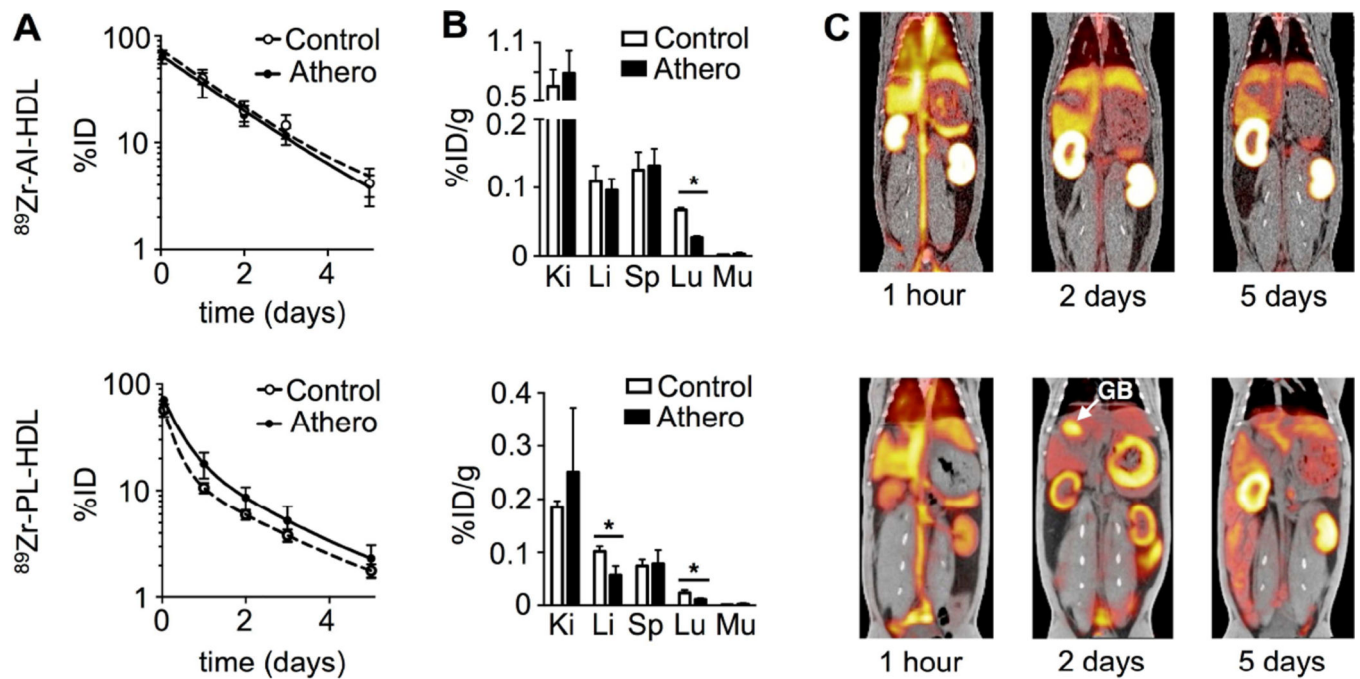 A
B
C
⁸⁹Zr-AI-HDL
100
10
1
%ID
0 2 4
time (days)
Control
Athero
1.1
0.5
0.2
0.1
0
%ID/g
Control
Athero
*
Ki Li Sp Lu Mu
1 hour
2 days
5 days
⁸⁹Zr-PL-HDL
100
10
1
%ID
0 2 4
time (days)
Control
Athero
0.4
0.3
0.2
0.1
0
%ID/g
Control
Athero
*
*
Ki Li Sp Lu Mu
GB
1 hour
2 days
5 days